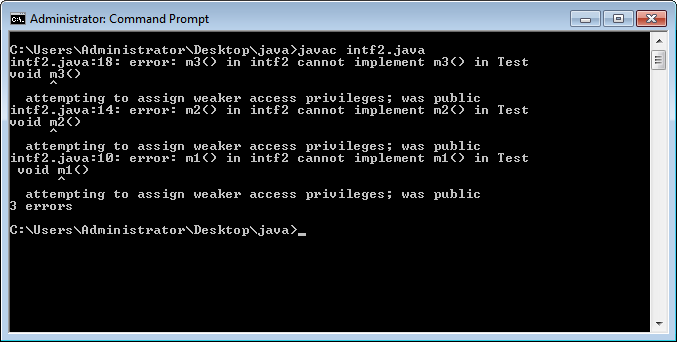 Administrator: Command Prompt
C:\Users\Administrator\Desktop\java>javac intf2.java
intf2.java:18: error: m3() in intf2 cannot implement m3() in Test
void m3()
^
attempting to assign weaker access privileges; was public
intf2.java:14: error: m2() in intf2 cannot implement m2() in Test
void m2()
^
attempting to assign weaker access privileges; was public
intf2.java:10: error: m1() in intf2 cannot implement m1() in Test
void m1()
^
attempting to assign weaker access privileges; was public
3 errors
C:\Users\Administrator\Desktop\java>_